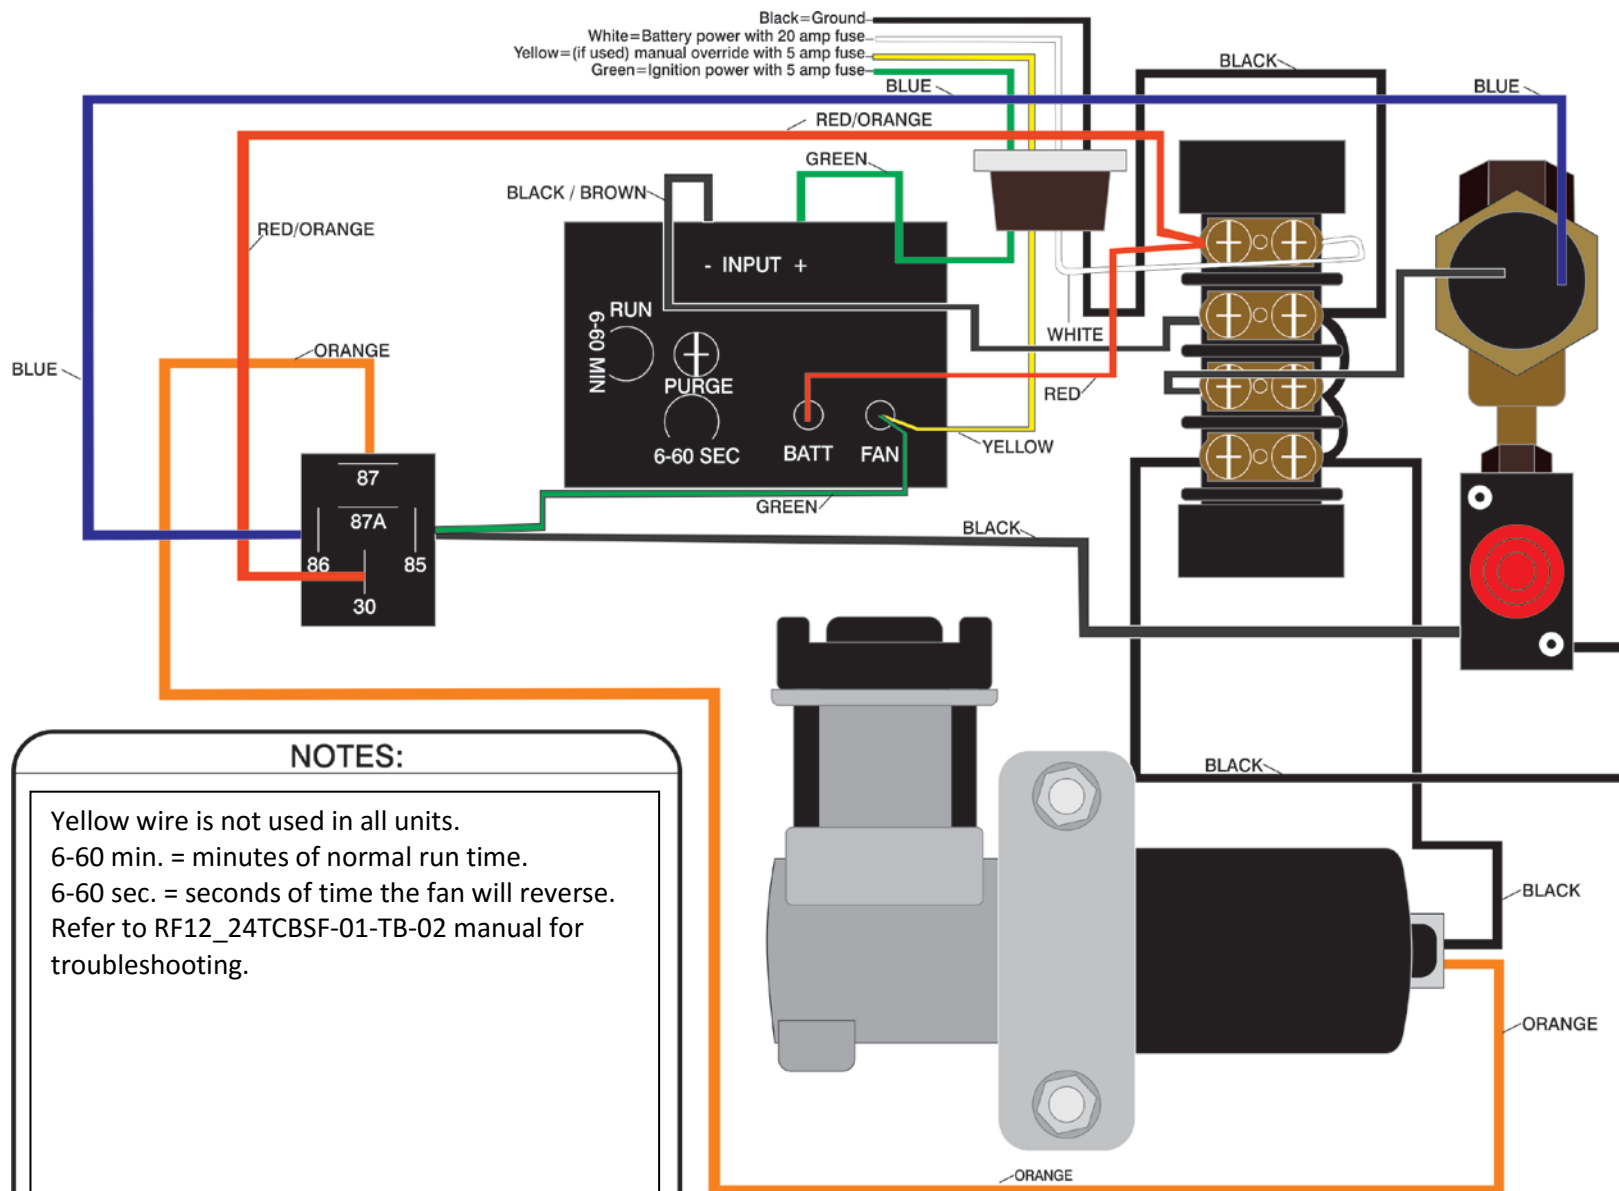 Black=Ground
White=Battery power with 20 amp fuse
Yellow=(if used) manual override with 5 amp fuse
Green=Ignition power with 5 amp fuse
BLACK
BLUE
BLUE
RED/ORANGE
GREEN
BLACK / BROWN
RED/ORANGE
- INPUT +
RUN
6-60 MIN
WHITE
ORANGE
BLUE
PURGE
RED
6-60 SEC
BATT
FAN
YELLOW
87
GREEN
87A
BLACK
86
85
30
BLACK
NOTES:
Yellow wire is not used in all units.
6-60 min. = minutes of normal run time.
6-60 sec. = seconds of time the fan will reverse.
Refer to RF12_24TCBSF-01-TB-02 manual for
troubleshooting.
BLACK
ORANGE
ORANGE